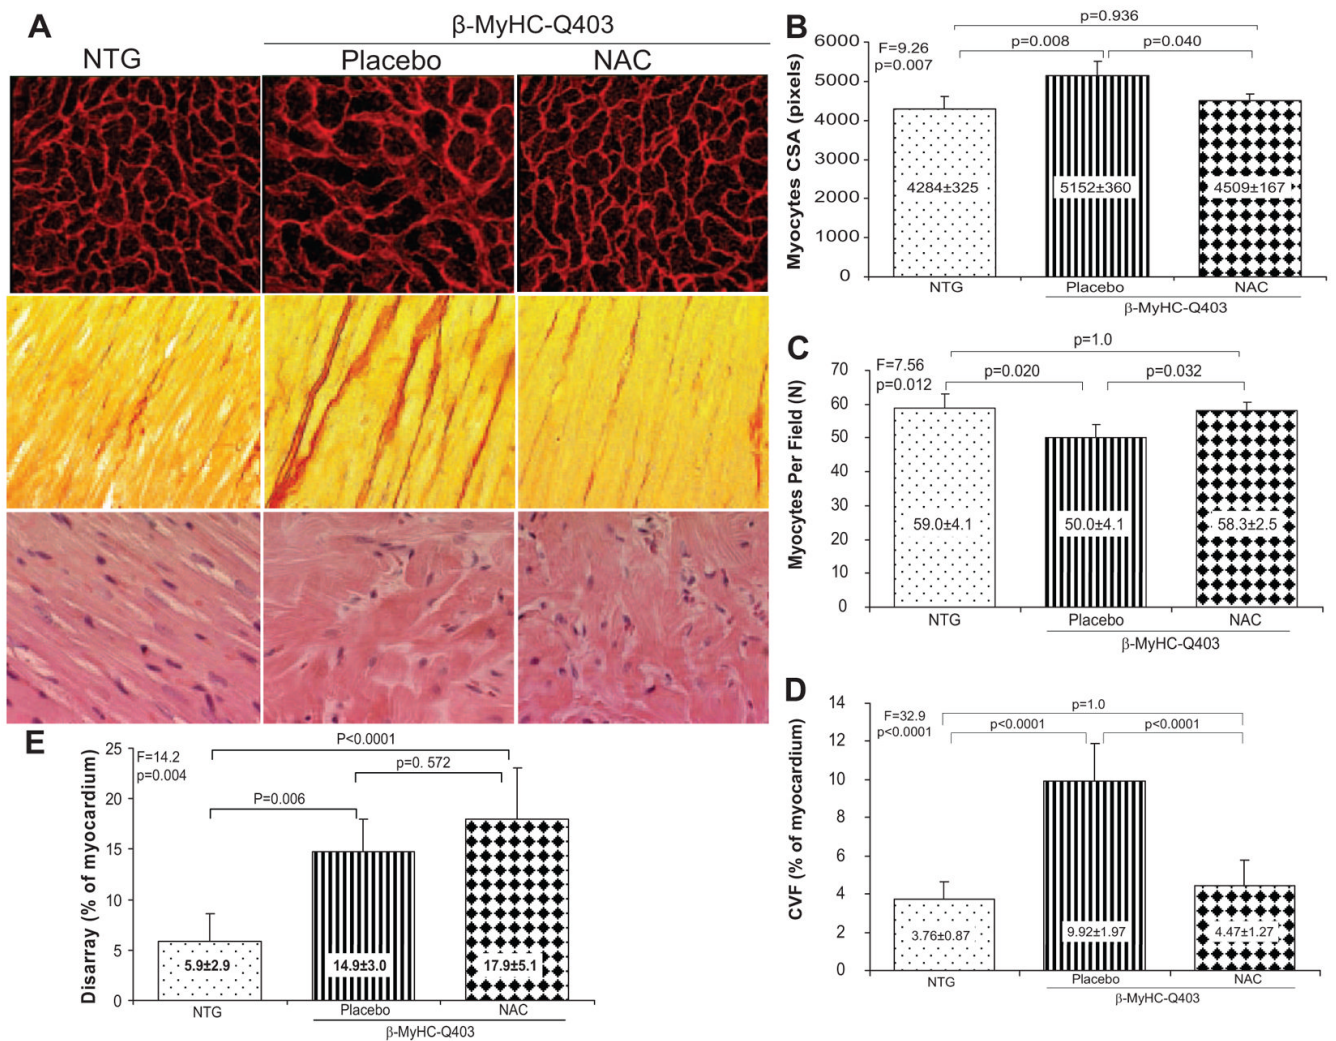 A
β-MyHC-Q403
NTG
Placebo
NAC
B
p=0.936
p=0.008
p=0.040
F=9.26
p=0.007
Myocytes CSA (pixels)
6000
5000
4000
3000
2000
1000
0
4284±325
5152±360
4509±167
NTG
Placebo
NAC
β-MyHC-Q403
C
p=1.0
p=0.020
p=0.032
F=7.56
p=0.012
Myocytes Per Field (N)
70
60
50
40
30
20
10
0
59.0±4.1
50.0±4.1
58.3±2.5
NTG
Placebo
NAC
β-MyHC-Q403
D
p=1.0
p<0.0001
p<0.0001
F=32.9
p<0.0001
CVF (% of myocardium)
14
12
10
8
6
4
2
0
3.76±0.87
9.92±1.97
4.47±1.27
NTG
Placebo
NAC
β-MyHC-Q403
E
P<0.0001
p=0. 572
P=0.006
F=14.2
p=0.004
Disarray (% of myocardium)
25
20
15
10
5
0
5.9±2.9
14.9±3.0
17.9±5.1
NTG
Placebo
NAC
β-MyHC-Q403